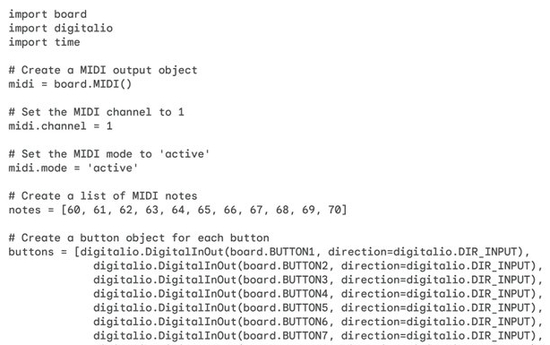 import board
import digitalio
import time

# Create a MIDI output object
midi = board.MIDI()

# Set the MIDI channel to 1
midi.channel = 1

# Set the MIDI mode to 'active'
midi.mode = 'active'

# Create a list of MIDI notes
notes = [60, 61, 62, 63, 64, 65, 66, 67, 68, 69, 70]

# Create a button object for each button
buttons = [digitalio.DigitalInOut(board.BUTTON1, direction=digitalio.DIR_INPUT),
digitalio.DigitalInOut(board.BUTTON2, direction=digitalio.DIR_INPUT),
digitalio.DigitalInOut(board.BUTTON3, direction=digitalio.DIR_INPUT),
digitalio.DigitalInOut(board.BUTTON4, direction=digitalio.DIR_INPUT),
digitalio.DigitalInOut(board.BUTTON5, direction=digitalio.DIR_INPUT),
digitalio.DigitalInOut(board.BUTTON6, direction=digitalio.DIR_INPUT),
digitalio.DigitalInOut(board.BUTTON7, direction=digitalio.DIR_INPUT),